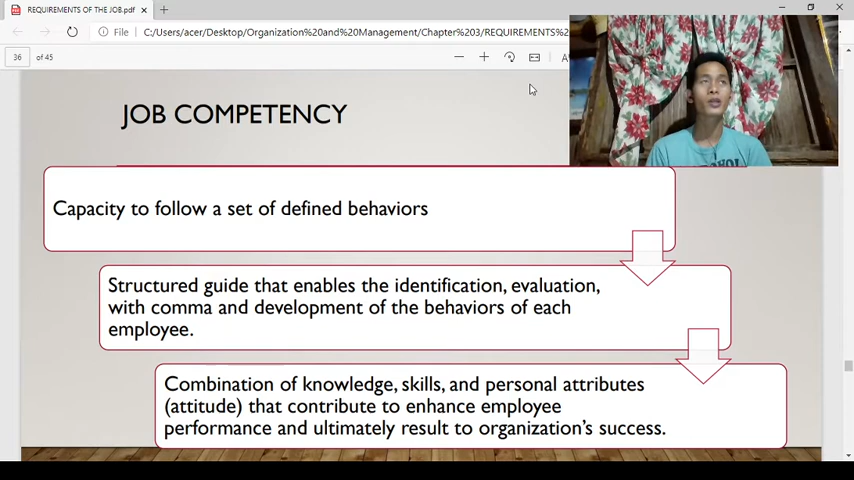 REQUIREMENTS OF THE JOB.pdf
File
C:/Users/acer/Desktop/Organization%20and%20Management/Chapter%203/REQUIREMENTS%2
36
of 45
JOB COMPETENCY
Capacity to follow a set of defined behaviors
Structured guide that enables the identification, evaluation,
with comma and development of the behaviors of each
employee.
Combination of knowledge, skills, and personal attributes
(attitude) that contribute to enhance employee
performance and ultimately result to organization's success.